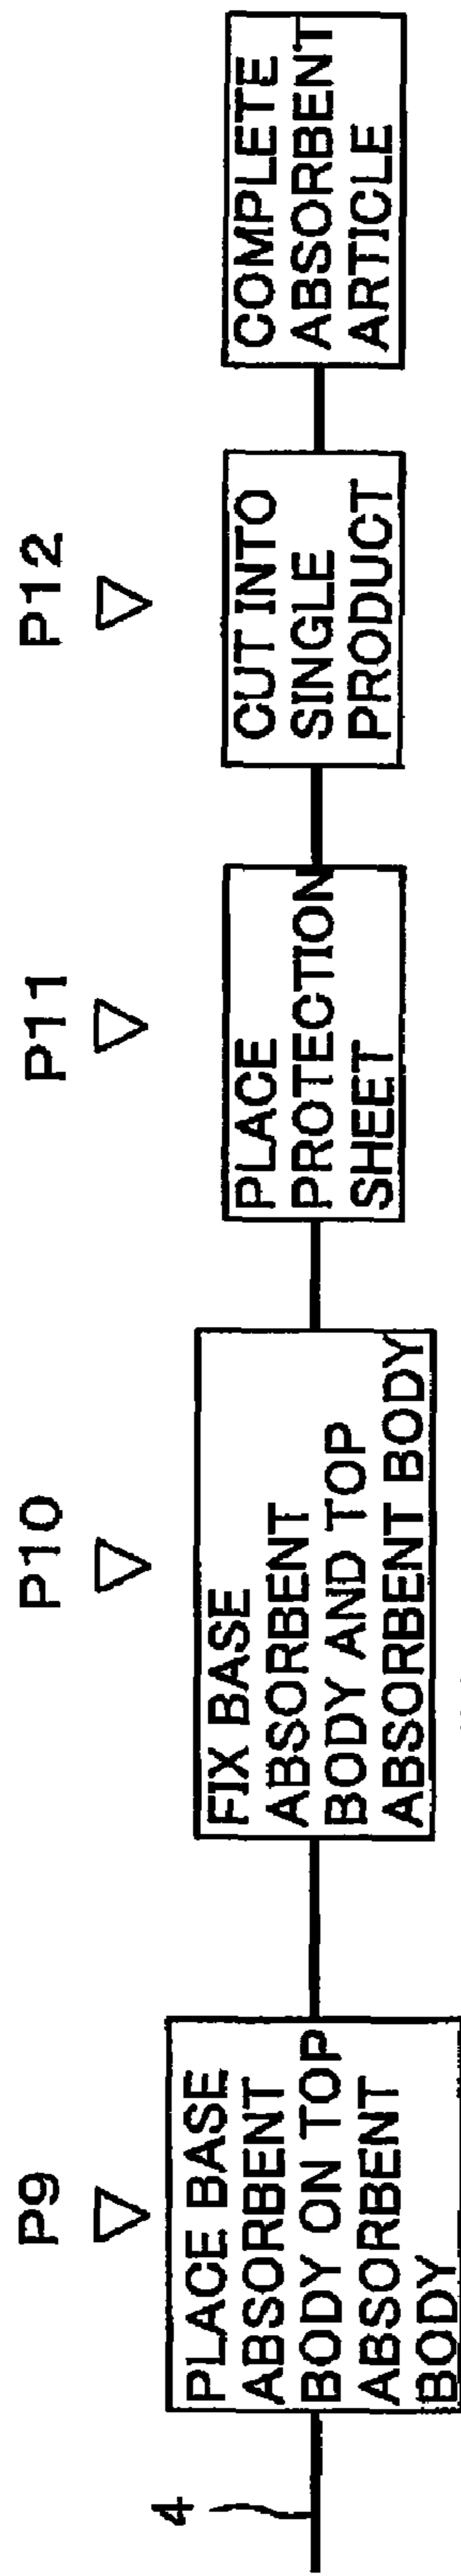 4
P9
PLACE BASE
ABSORBENT
BODY ON TOP
ABSORBENT
BODY
P10
FIX BASE
ABSORBENT
BODY AND TOP
ABSORBENT BODY
P11
PLACE
PROTECTION
SHEET
P12
CUT INTO
SINGLE
PRODUCT
COMPLETE
ABSORBENT
ARTICLE